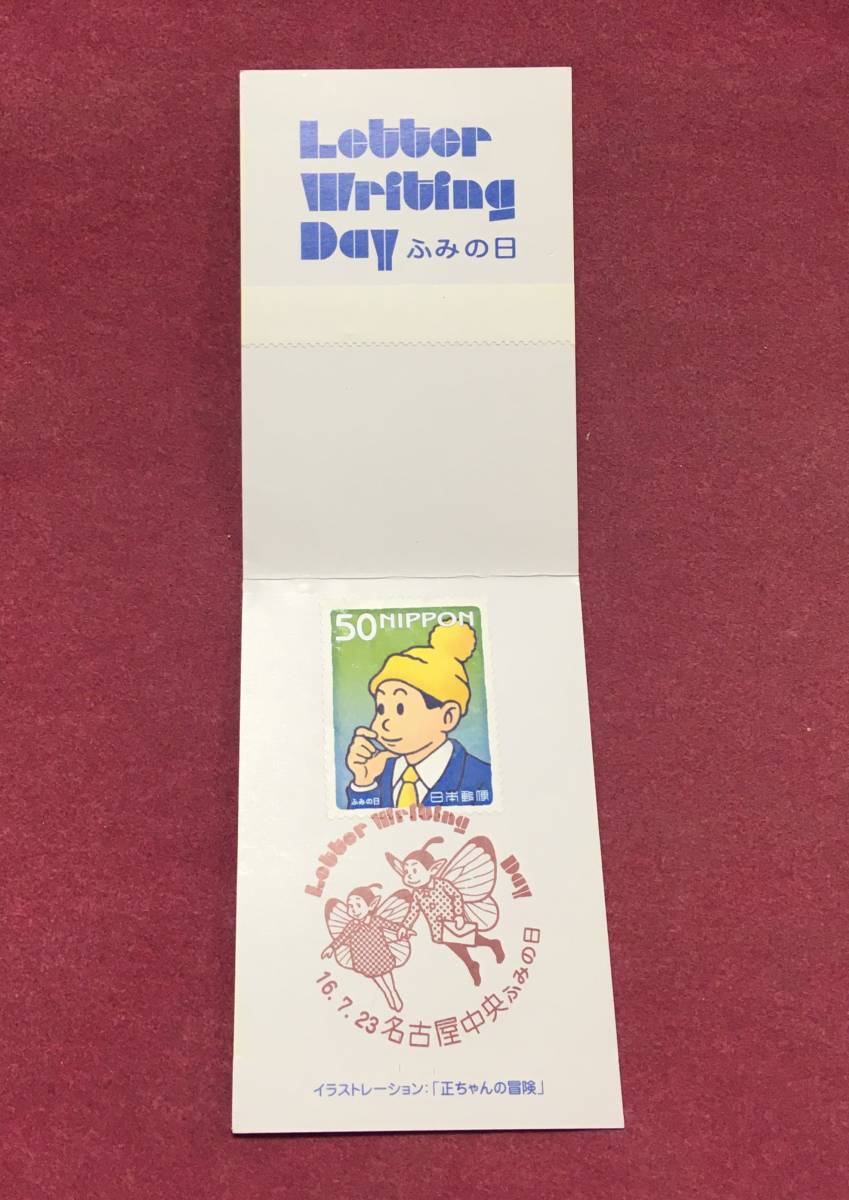 Letter
Writing
Day ふみの日
50 NIPPON
ふみの日 日本郵便
Letter Writing Day
16.7.23 名古屋中央 ふみの日
イラストレーション:「正ちゃんの冒険」